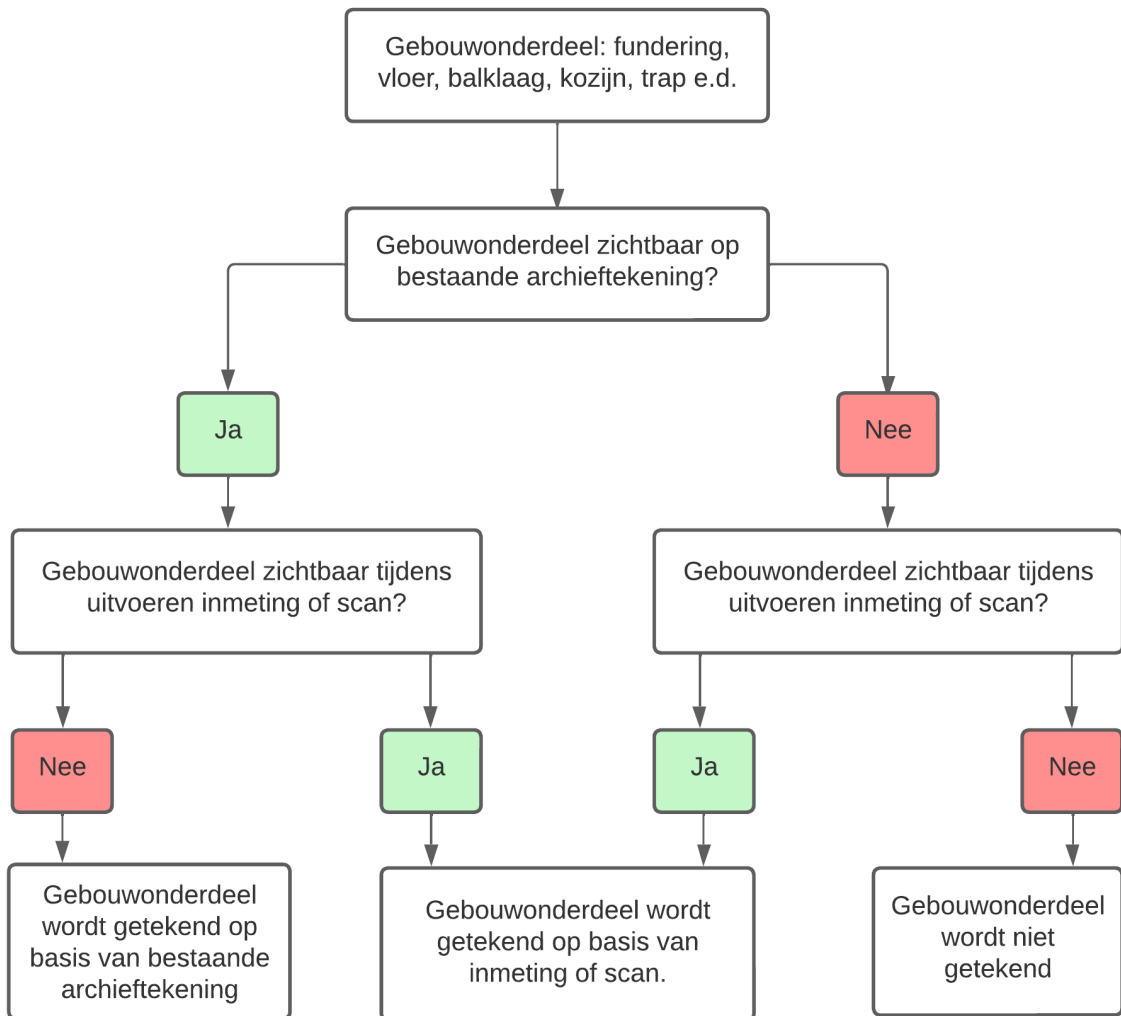 Gebouwonderdeel: fundering,
vloer, balklaag, kozijn, trap e.d.
Gebouwonderdeel zichtbaar op
bestaande archieftekening?
Ja
Nee
Gebouwonderdeel zichtbaar tijdens
uitvoeren inmeting of scan?
Gebouwonderdeel zichtbaar tijdens
uitvoeren inmeting of scan?
Nee
Ja
Ja
Nee
Gebouwonderdeel
wordt getekend op
basis van bestaande
archieftekening
Gebouwonderdeel wordt
getekend op basis van
inmeting of scan.
Gebouwonderdeel
wordt niet
getekend